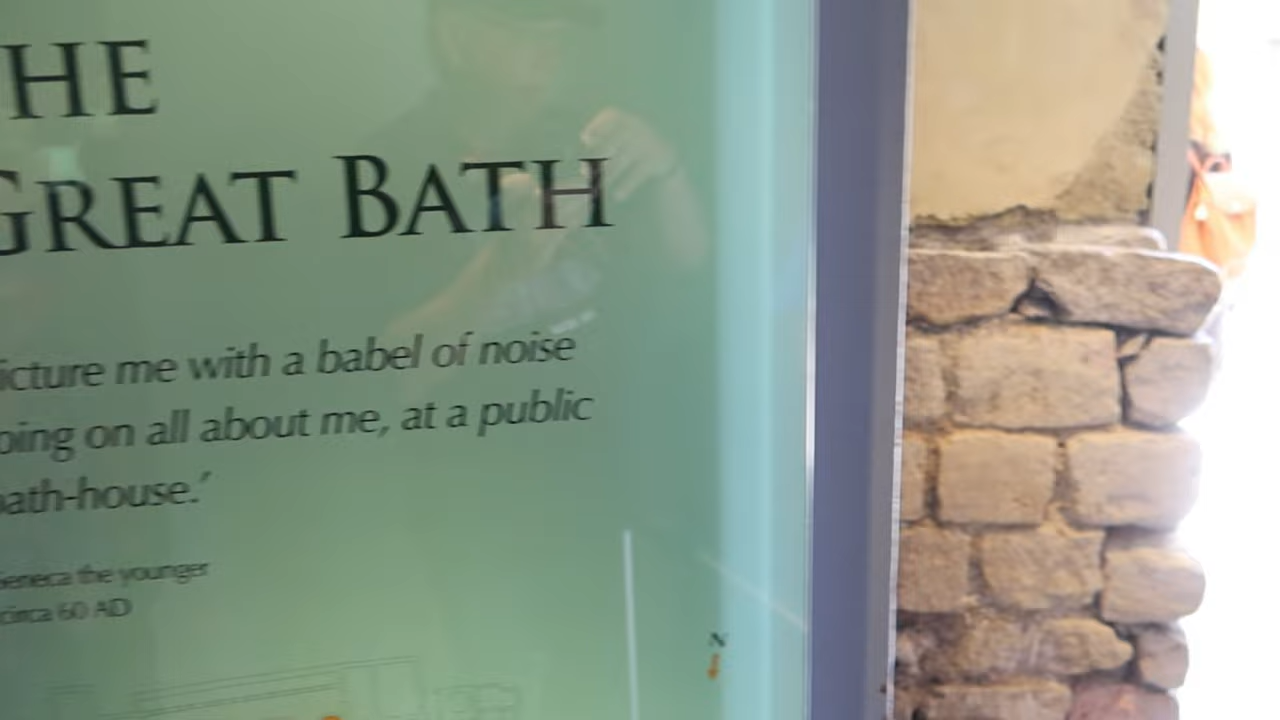 HE
GREAT BATH
icture me with a babel of noise
oing on all about me, at a public
bath-house.'
Seneca the younger
circa 60 AD
N